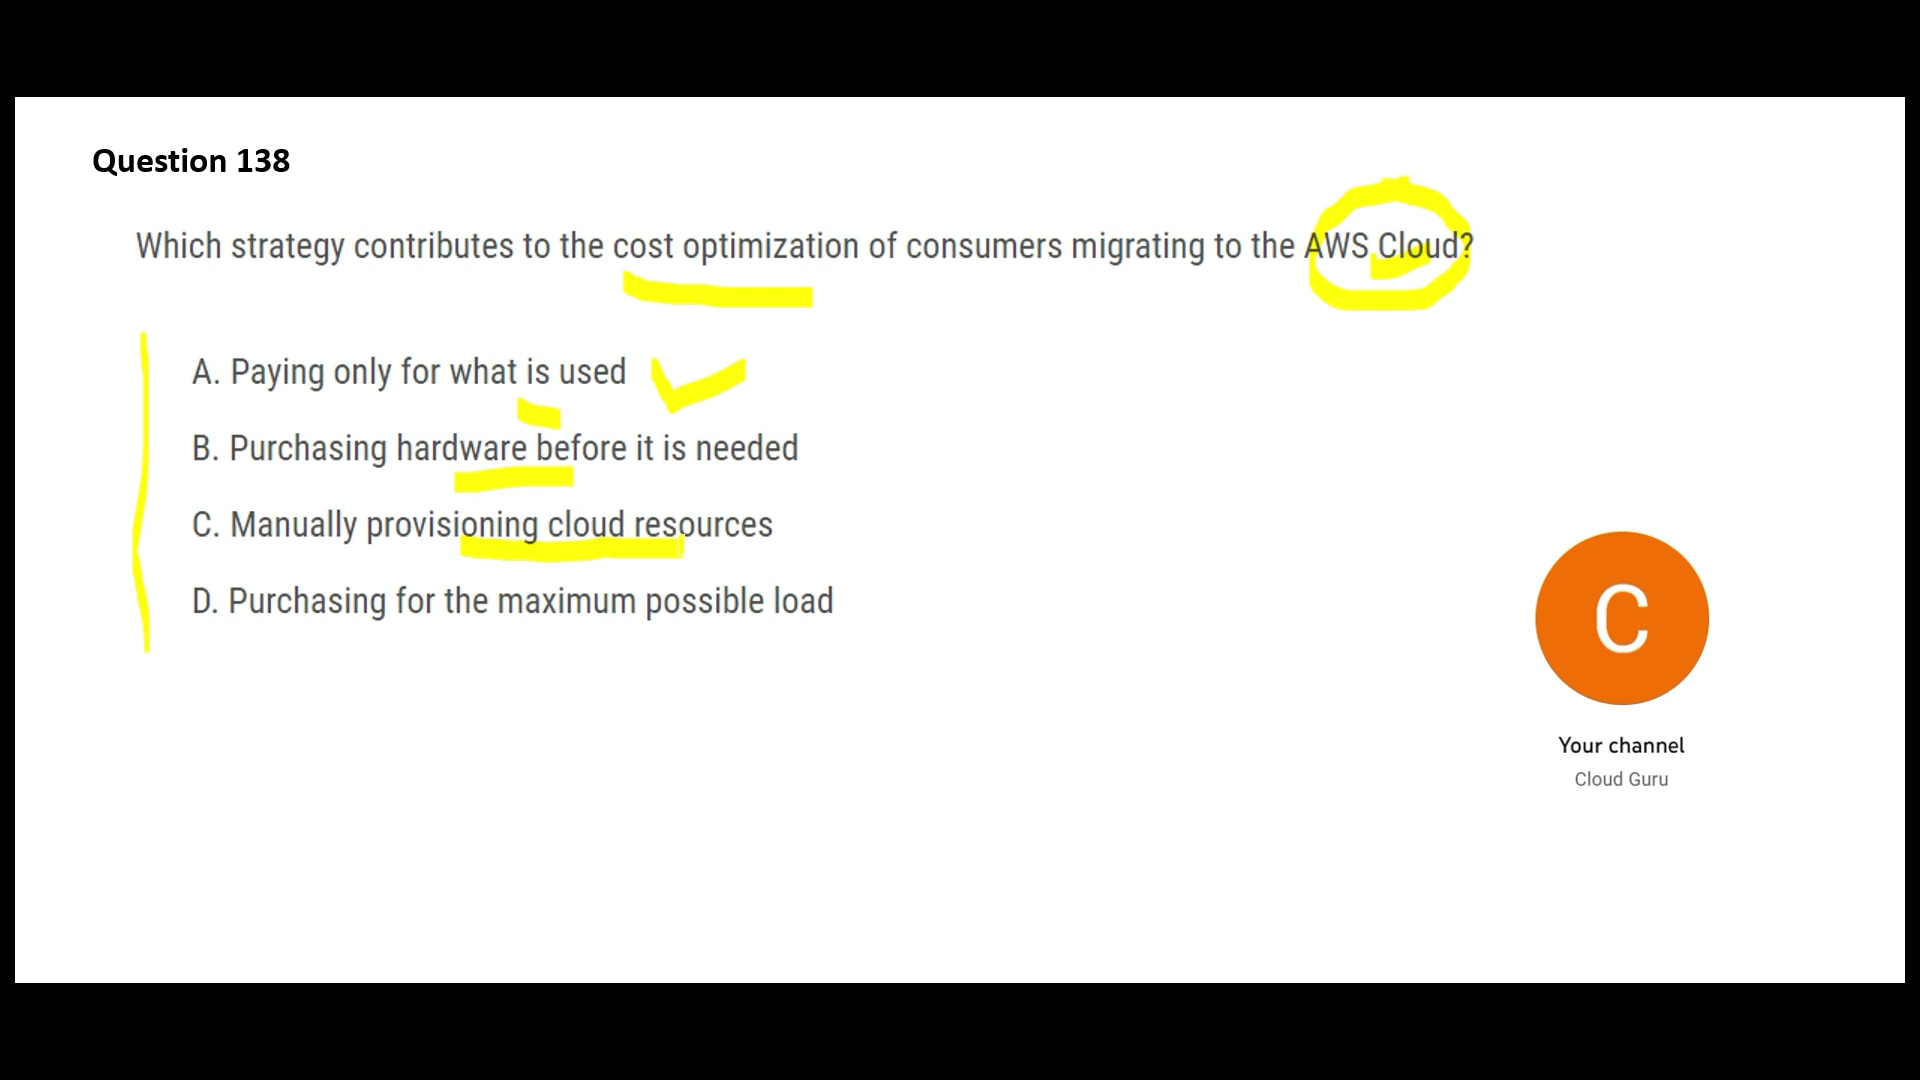 Question 138
Which strategy contributes to the cost optimization of consumers migrating to the AWS Cloud?
A. Paying only for what is used
B. Purchasing hardware before it is needed
C. Manually provisioning cloud resources
D. Purchasing for the maximum possible load
C
Your channel
Cloud Guru